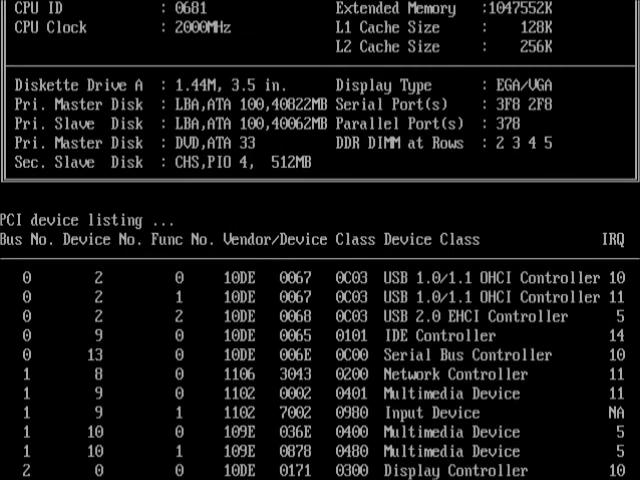 CPU ID : 0681 Extended Memory :1047552K
CPU Clock : 2000MHz L1 Cache Size : 128K
L2 Cache Size : 256K
Diskette Drive A : 1.44M, 3.5 in. Display Type : EGA/VGA
Pri. Master Disk : LBA,ATA 100,40822MB Serial Port(s) : 3F8 2F8
Pri. Slave Disk : LBA,ATA 100,40062MB Parallel Port(s) : 378
Pri. Master Disk : DVD,ATA 33 DDR DIMM at Rows : 2 3 4 5
Sec. Slave Disk : CHS,PIO 4, 512MB
PCI device listing ...
Bus No. Device No. Func No. Vendor/Device Class Device Class IRQ
0 2 0 10DE 0067 0C03 USB 1.0/1.1 OHCI Controller 10
0 2 1 10DE 0067 0C03 USB 1.0/1.1 OHCI Controller 11
0 2 2 10DE 0068 0C03 USB 2.0 EHCI Controller 5
0 9 0 10DE 0065 0101 IDE Controller 14
0 13 0 10DE 006E 0C00 Serial Bus Controller 10
1 8 0 1106 3043 0200 Network Controller 11
1 9 0 1102 0002 0401 Multimedia Device 11
1 9 1 1102 7002 0980 Input Device NA
1 10 0 109E 036E 0400 Multimedia Device 5
1 10 1 109E 0878 0480 Multimedia Device 5
2 0 0 10DE 0171 0300 Display Controller 10